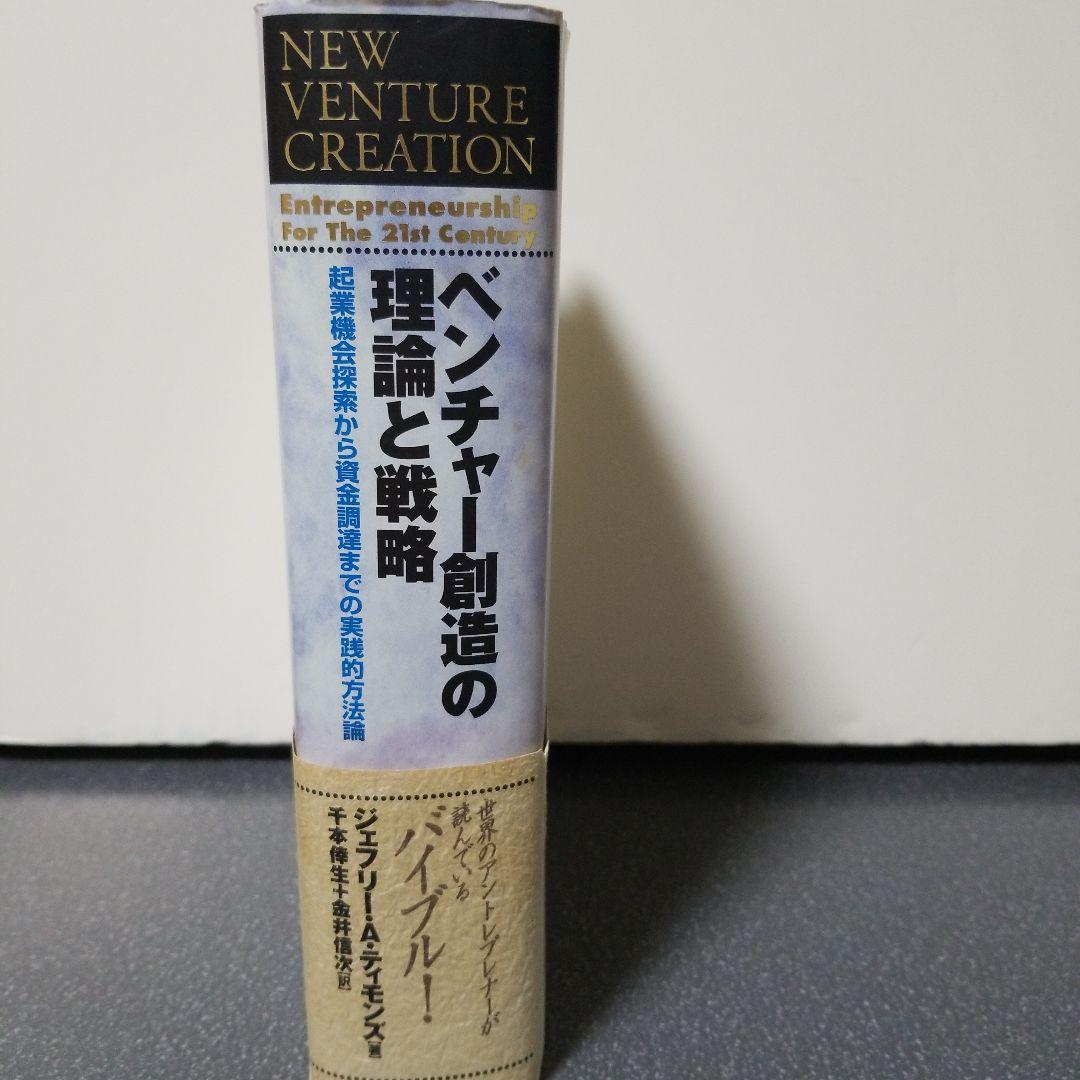 NEW
VENTURE
CREATION
Entrepreneurship
For The 21st Century
ベンチャー創造の
理論と戦略
起業機会探索から資金調達までの実践的方法論
世界のアントレプレナーが
読んでいる
バイブル!
ジェフリー・A・ティモンズ[著]
千本倖生+金井信次[訳]